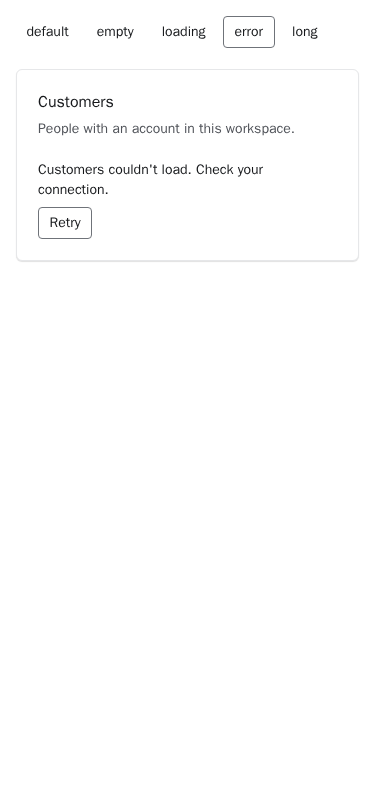 default empty loading error long
Customers
People with an account in this workspace.
Customers couldn't load. Check your
connection.
Retry